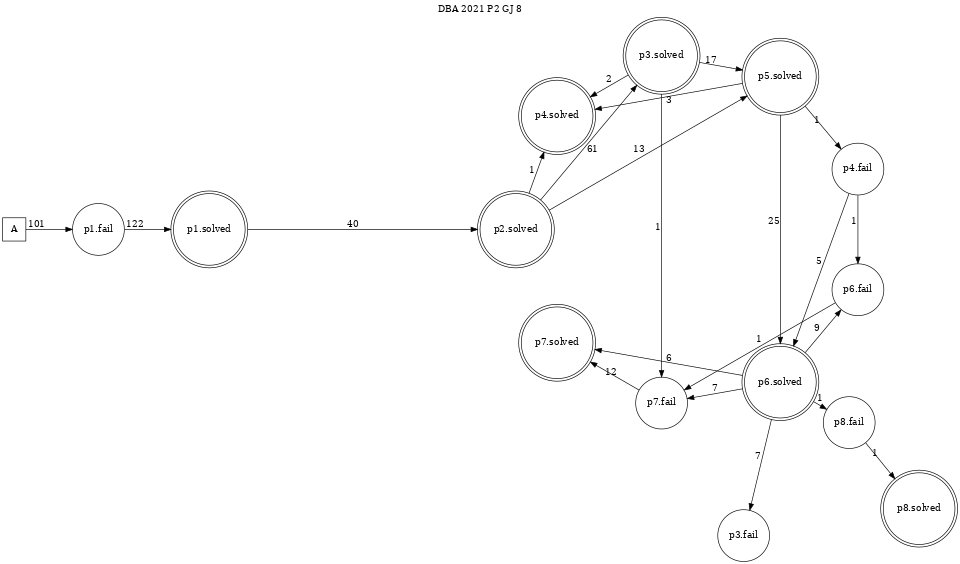 DBA 2021 P2 GJ 8
p3.solved
17
p5.solved
2
3
p4.solved
1
61
13
p4.fail
1
A
101
p1.fail
122
p1.solved
40
p2.solved
1
25
1
5
p6.fail
p7.solved
1
9
6
12
p6.solved
7
p7.fail
1
p8.fail
7
1
p8.solved
p3.fail